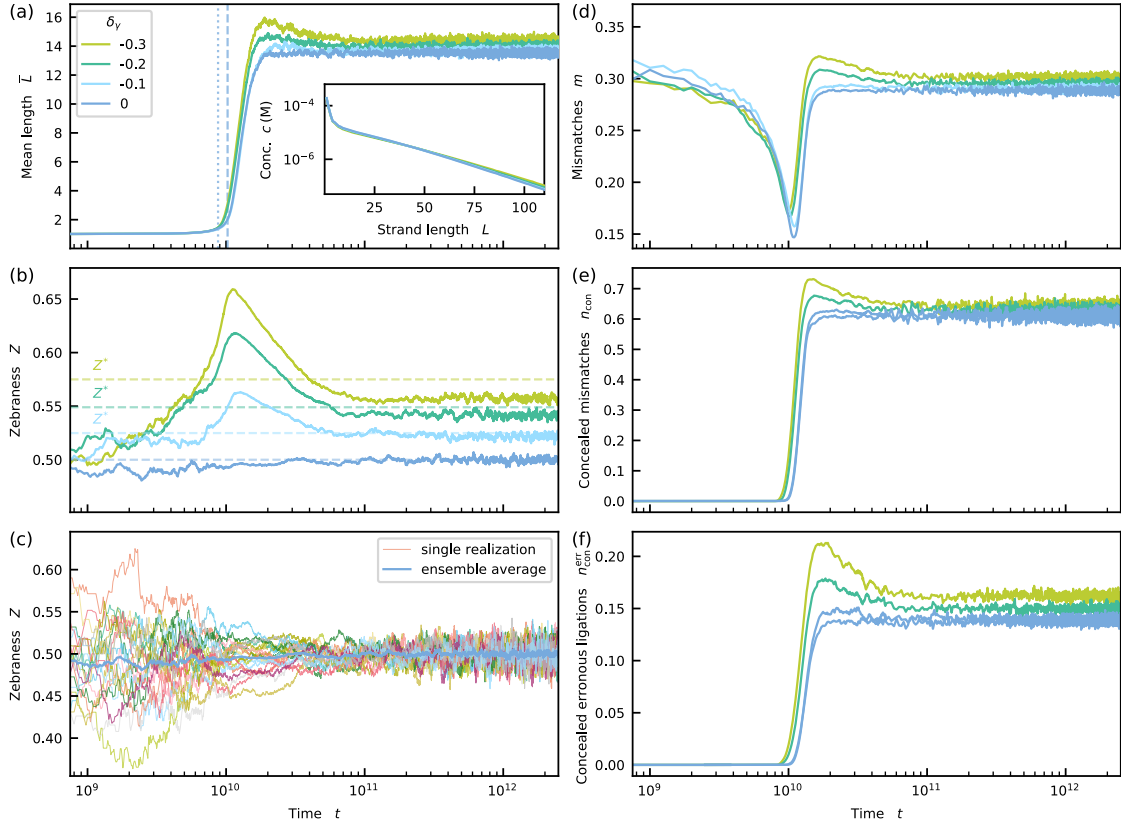 (a)
δγ
-0.3
-0.2
-0.1
0
Mean length L̅
16
14
12
10
8
6
4
2
Conc. c (M)
10⁻⁴
10⁻⁶
25
50
75
100
Strand length L
(b)
Zebraness Z
0.65
0.60
0.55
0.50
Z*
Z*
Z*
(c)
single realization
ensemble average
Zebraness Z
0.60
0.55
0.50
0.45
0.40
10⁹
10¹⁰
10¹¹
10¹²
Time t
(d)
Mismatches m
0.30
0.25
0.20
0.15
(e)
Concealed mismatches n_con
0.7
0.6
0.5
0.4
0.3
0.2
0.1
0.0
(f)
Concealed erronous ligations n_con^err
0.20
0.15
0.10
0.05
0.00
10⁹
10¹⁰
10¹¹
10¹²
Time t